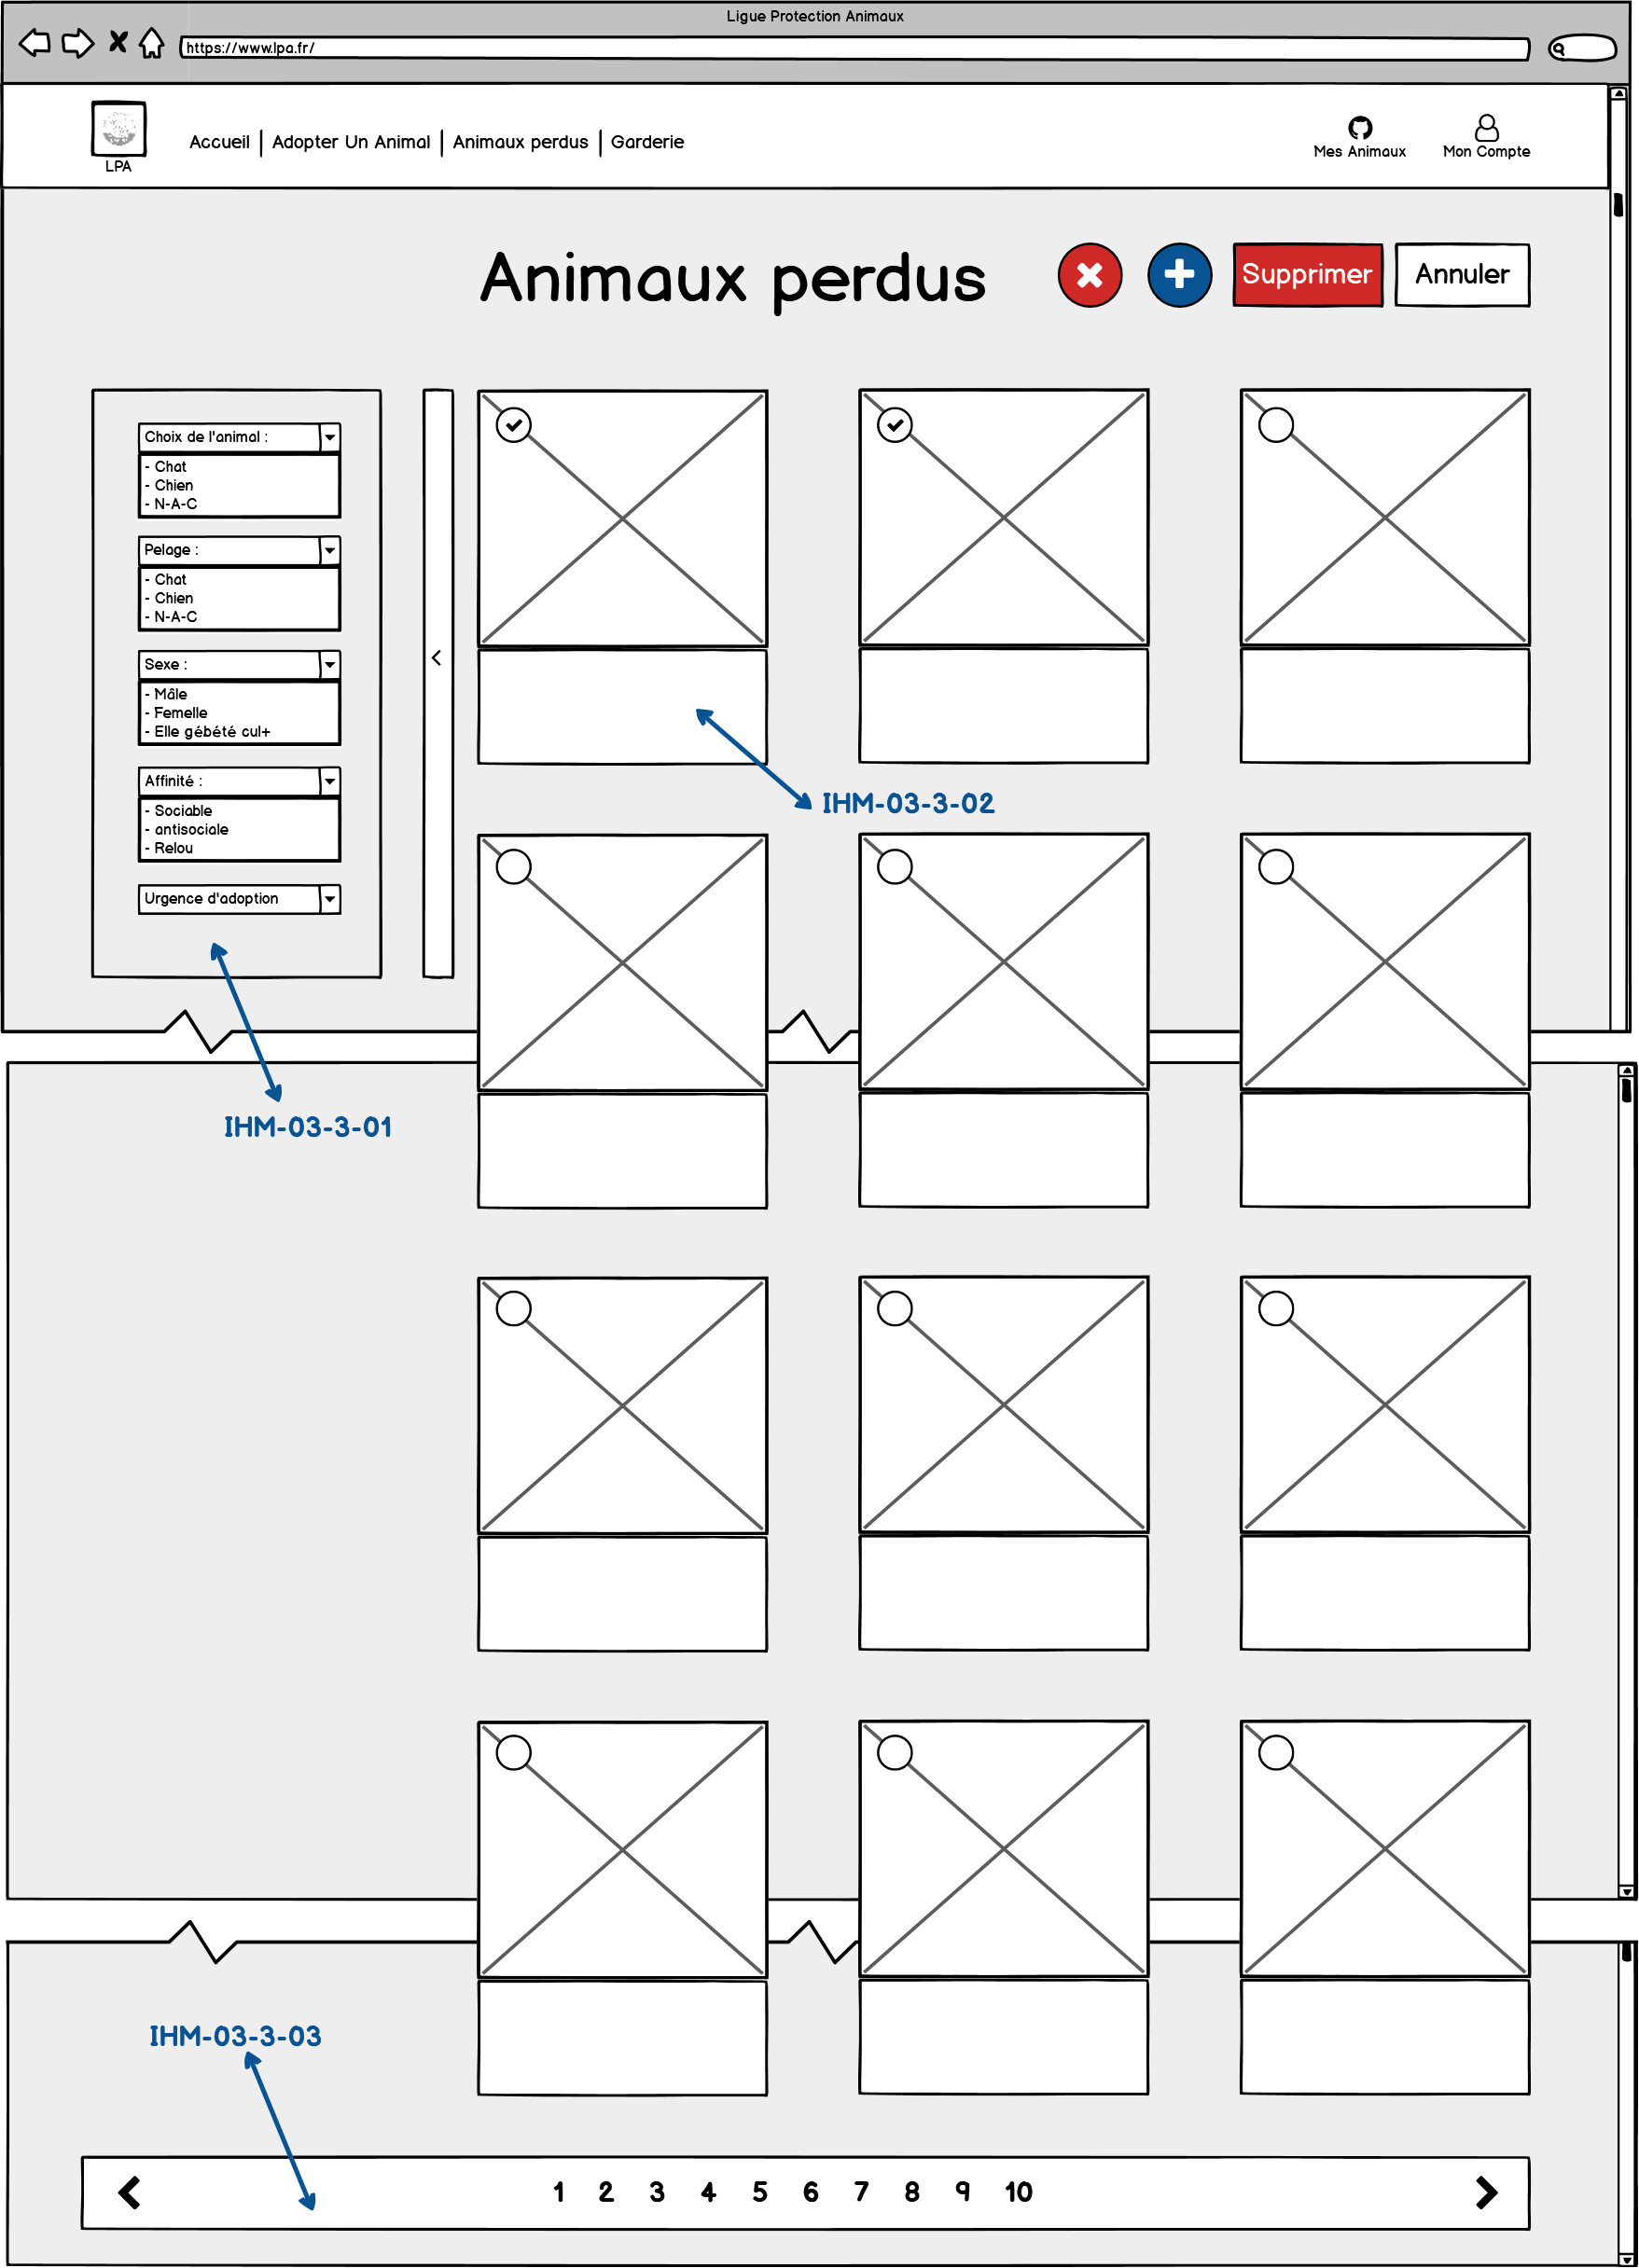 Ligue Protection Animaux
https://www.lpa.fr/
LPA
Accueil | Adopter Un Animal | Animaux perdus | Garderie
Mes Animaux
Mon Compte
Animaux perdus
Supprimer
Annuler
Choix de l'animal :
- Chat
- Chien
- N-A-C
Pelage :
- Chat
- Chien
- N-A-C
Sexe :
- Mâle
- Femelle
- Elle gébété cul+
Affinité :
- Sociable
- antisociale
- Relou
Urgence d'adoption
IHM-03-3-02
IHM-03-3-01
IHM-03-3-03
1 2 3 4 5 6 7 8 9 10